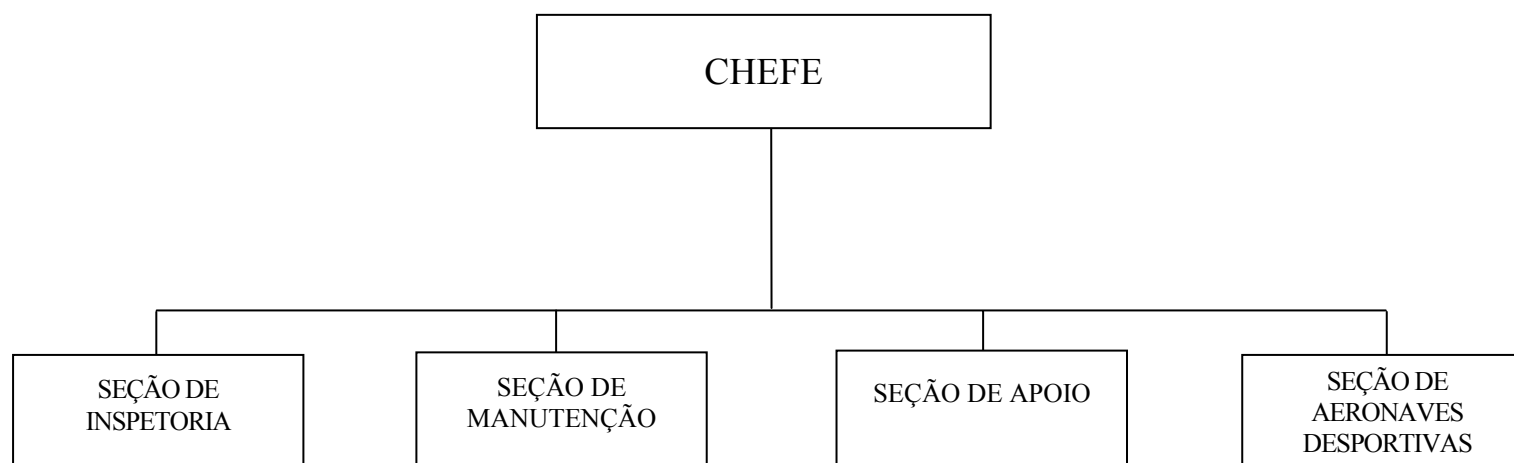 CHEFE
SEÇÃO DE
INSPETORIA
SEÇÃO DE
MANUTENÇÃO
SEÇÃO DE APOIO
SEÇÃO DE
AERONAVES
DESPORTIVAS